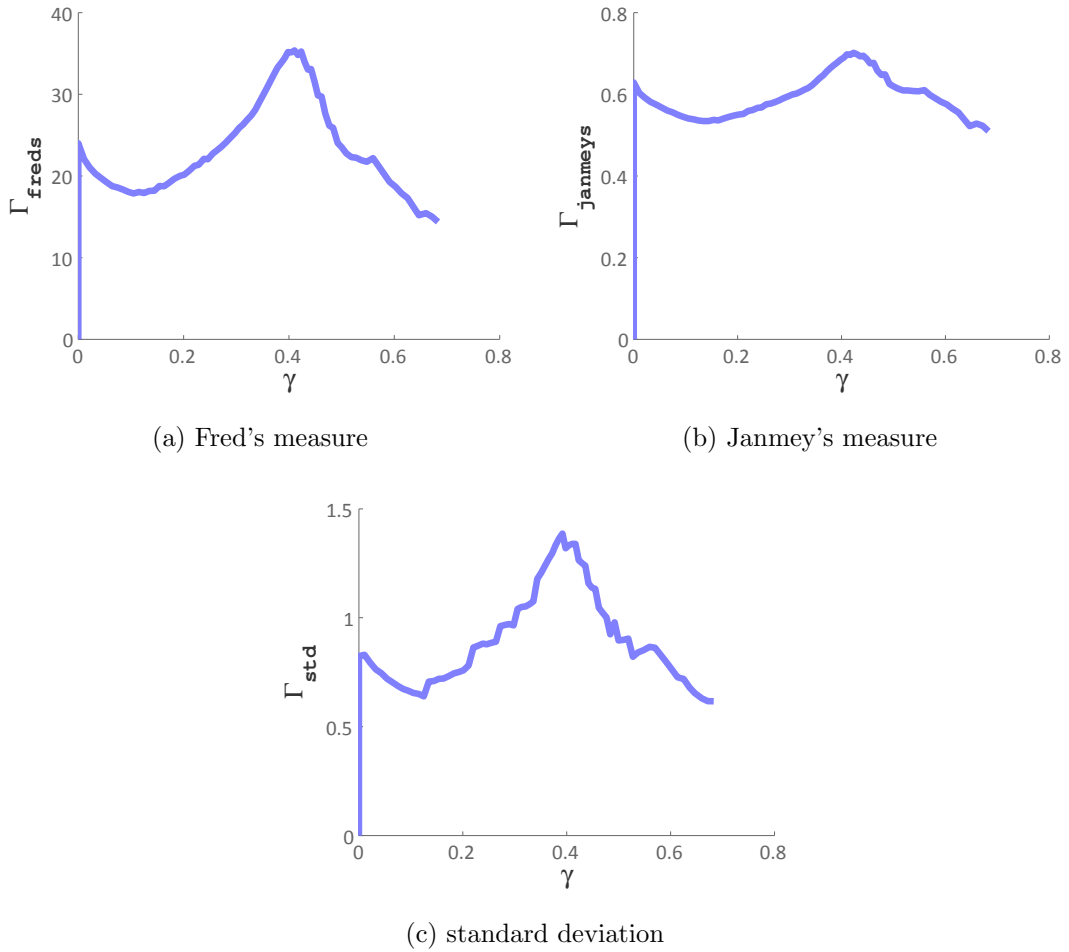 40
30
20
10
0
0 0.2 0.4 0.6 0.8
Γfreds
γ
(a) Fred's measure
0.8
0.6
0.4
0.2
0
0 0.2 0.4 0.6 0.8
Γjanmeys
γ
(b) Janmey's measure
1.5
1
0.5
0
0 0.2 0.4 0.6 0.8
Γstd
γ
(c) standard deviation